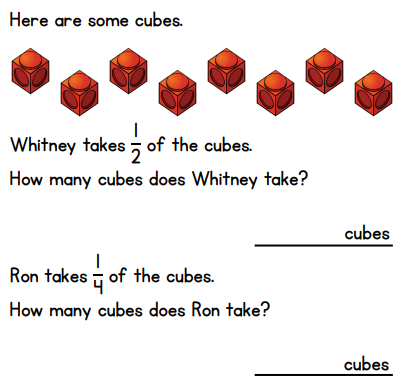 Here are some cubes.
Whitney takes 1/2 of the cubes.
How many cubes does Whitney take?
cubes
Ron takes 1/4 of the cubes.
How many cubes does Ron take?
cubes